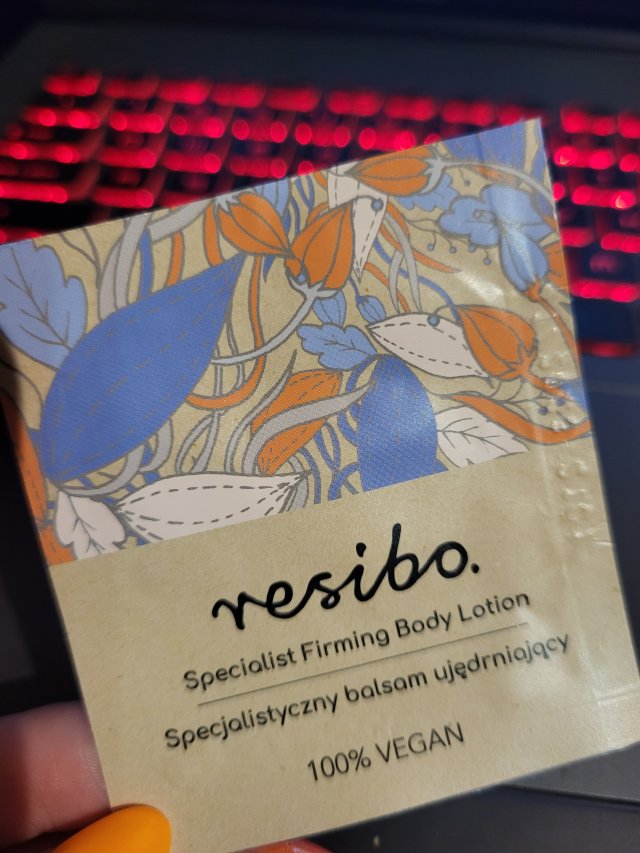 resibo.
Specialist Firming Body Lotion
Specjalistyczny balsam ujędrniający
100% VEGAN